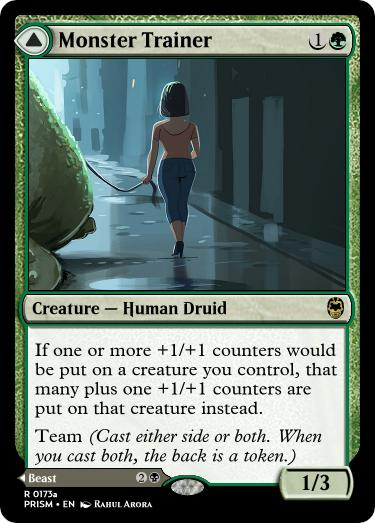 Monster Trainer 1
Creature — Human Druid
If one or more +1/+1 counters would
be put on a creature you control, that
many plus one +1/+1 counters are
put on that creature instead.
Team (Cast either side or both. When
you cast both, the back is a token.)
Beast 2
1/3
R 0173a
PRISM • EN Rahul Arora